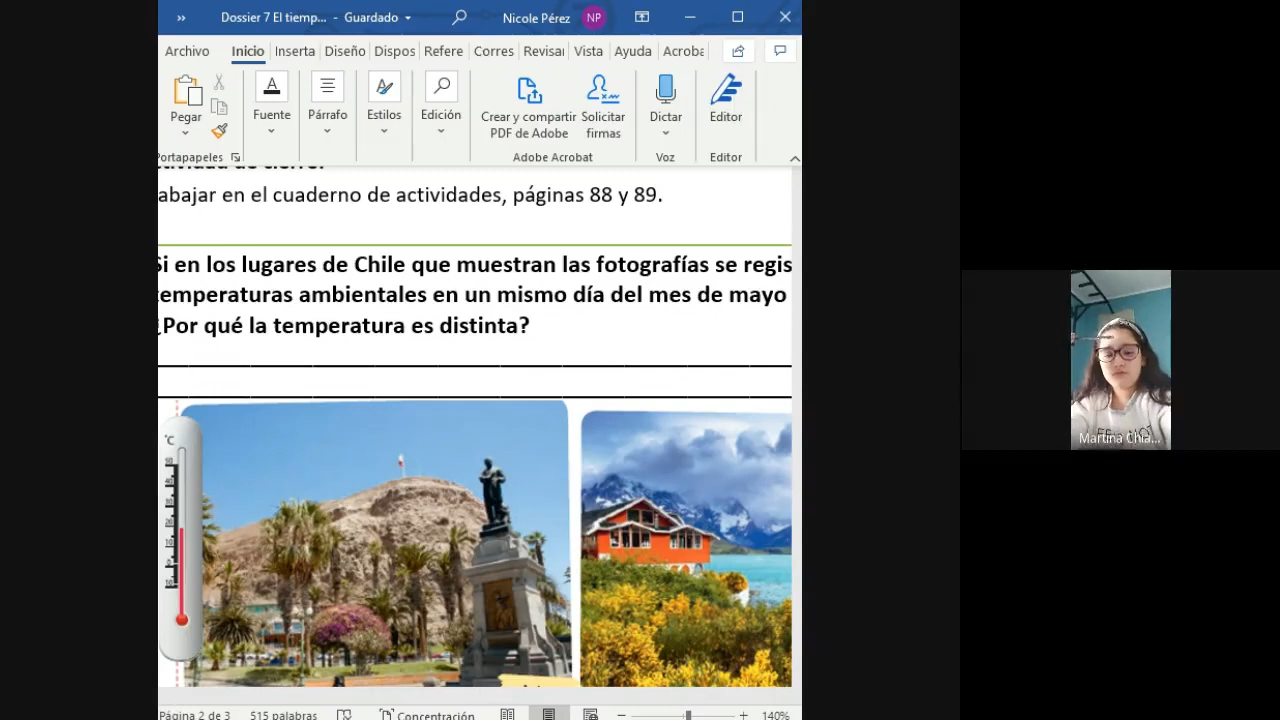 Dossier 7 El tiemp... - Guardado
Nicole Pérez NP
Archivo Inicio Inserta Diseño Dispos Refere Corres Revisar Vista Ayuda Acroba
Pegar Fuente Párrafo Estilos Edición Crear y compartir PDF de Adobe Solicitar firmas Dictar Editor
Portapapeles Adobe Acrobat Voz Editor
abajar en el cuaderno de actividades, páginas 88 y 89.
Si en los lugares de Chile que muestran las fotografías se regis
temperaturas ambientales en un mismo día del mes de mayo
¿Por qué la temperatura es distinta?
°C
Martina Chia...
Página 2 de 3 515 palabras Concentración 140%